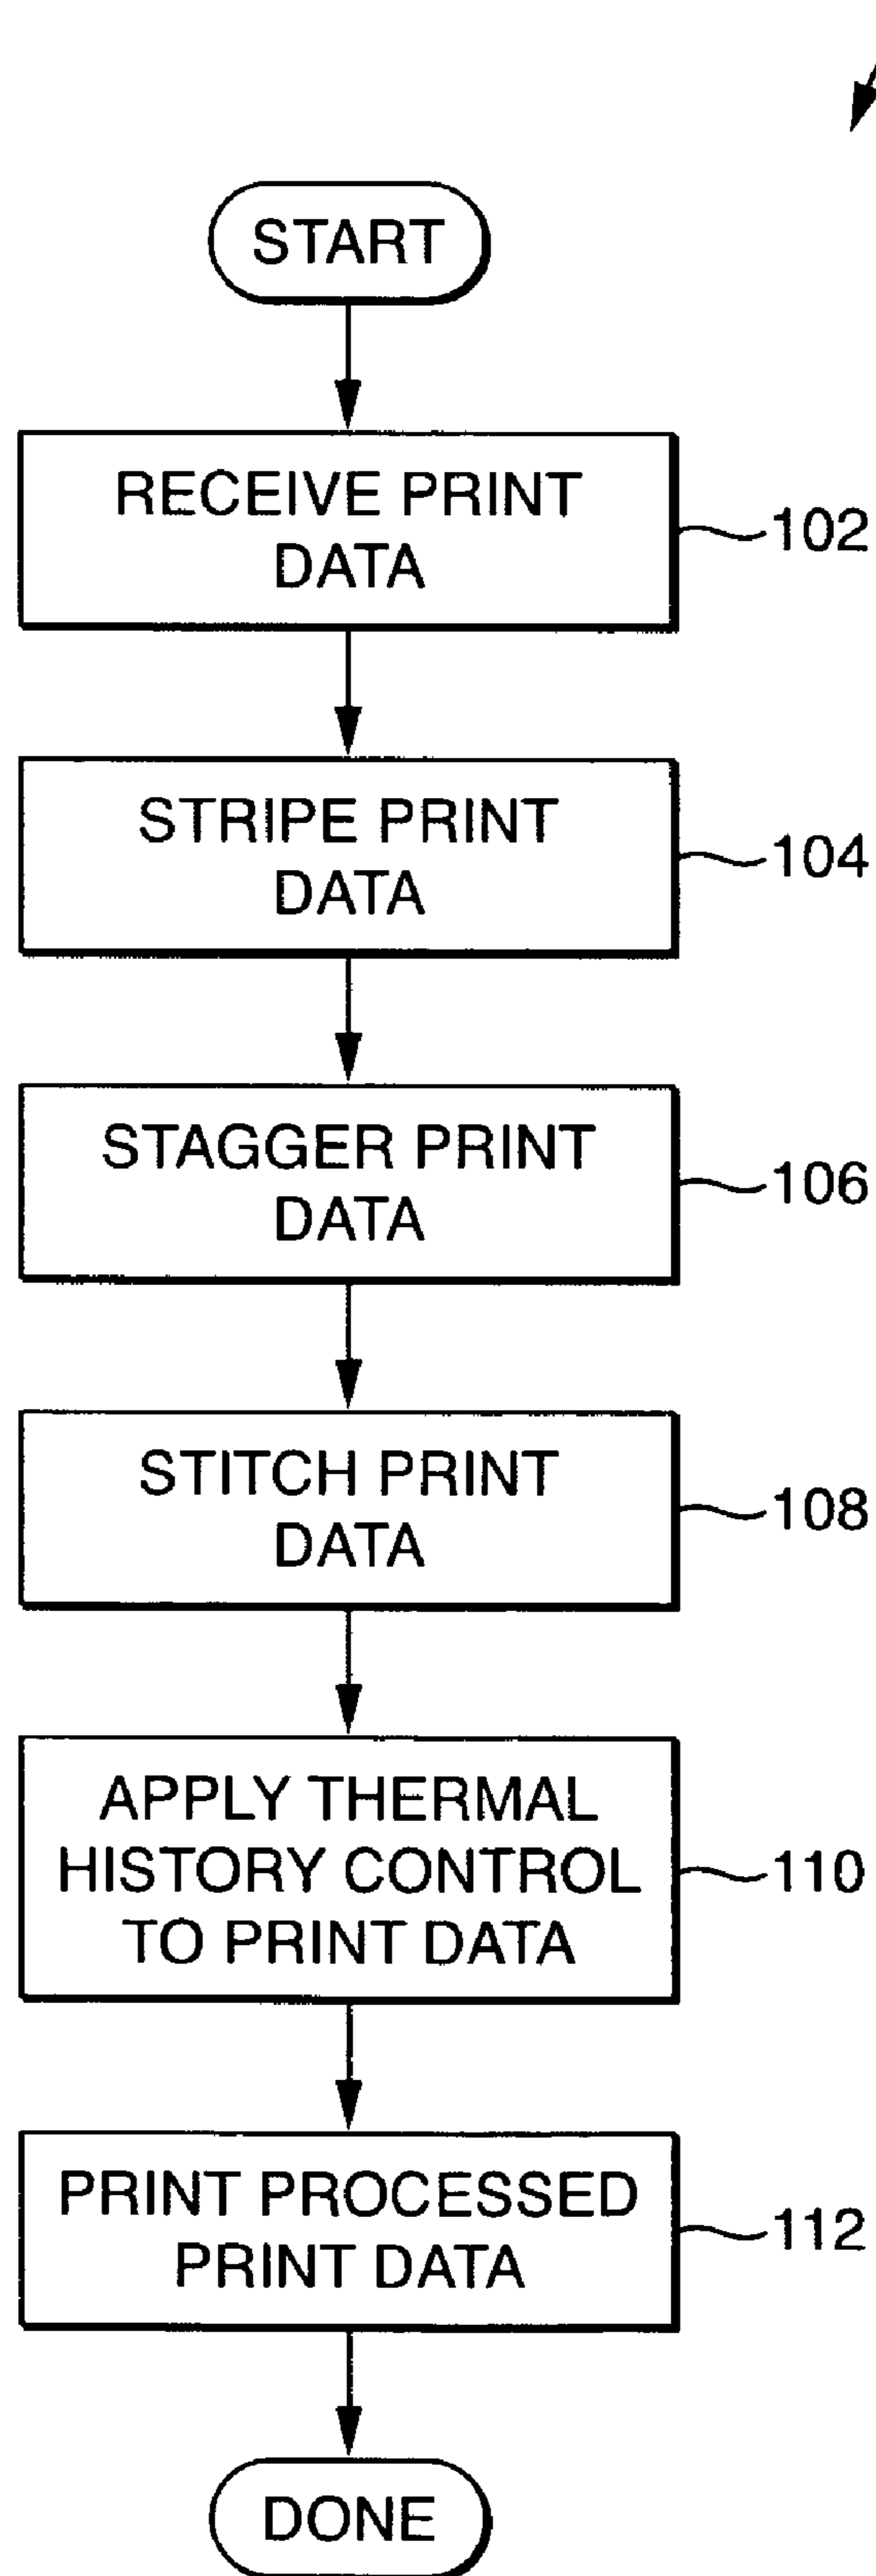 START
RECEIVE PRINT
DATA
102
STRIPE PRINT
DATA
104
STAGGER PRINT
DATA
106
STITCH PRINT
DATA
108
APPLY THERMAL
HISTORY CONTROL
TO PRINT DATA
110
PRINT PROCESSED
PRINT DATA
112
DONE